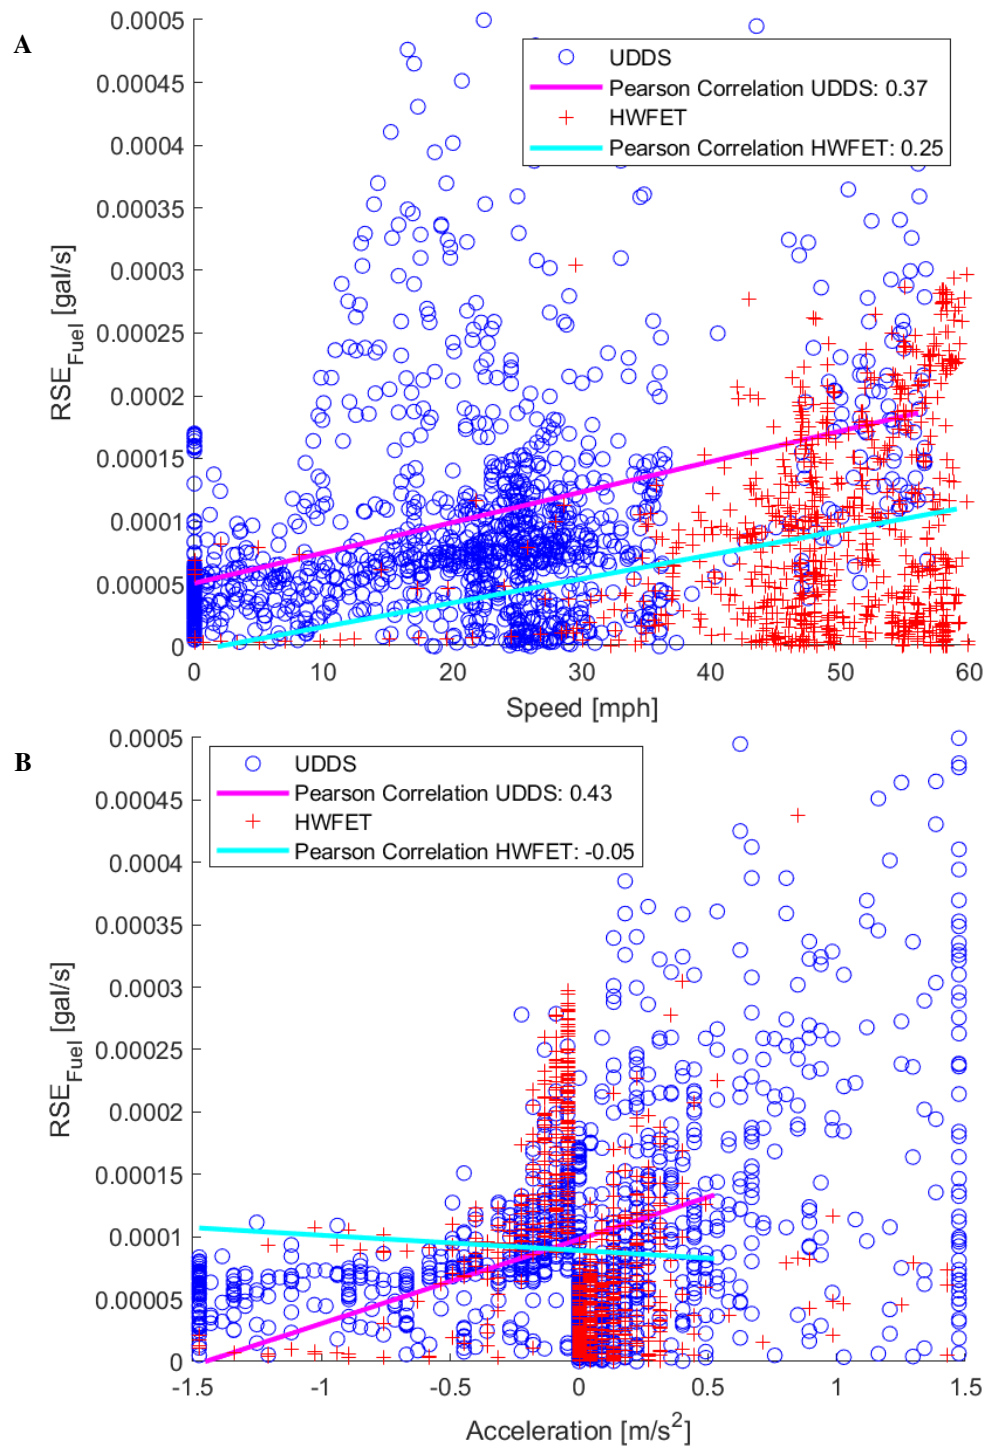 A
0.0005
0.00045
0.0004
0.00035
0.0003
0.00025
0.0002
0.00015
0.0001
0.00005
0
RSE_Fuel [gal/s]
UDDS
Pearson Correlation UDDS: 0.37
HWFET
Pearson Correlation HWFET: 0.25
0 10 20 30 40 50 60
Speed [mph]
B
0.0005
0.00045
0.0004
0.00035
0.0003
0.00025
0.0002
0.00015
0.0001
0.00005
0
RSE_Fuel [gal/s]
UDDS
Pearson Correlation UDDS: 0.43
HWFET
Pearson Correlation HWFET: -0.05
-1.5 -1 -0.5 0 0.5 1 1.5
Acceleration [m/s²]